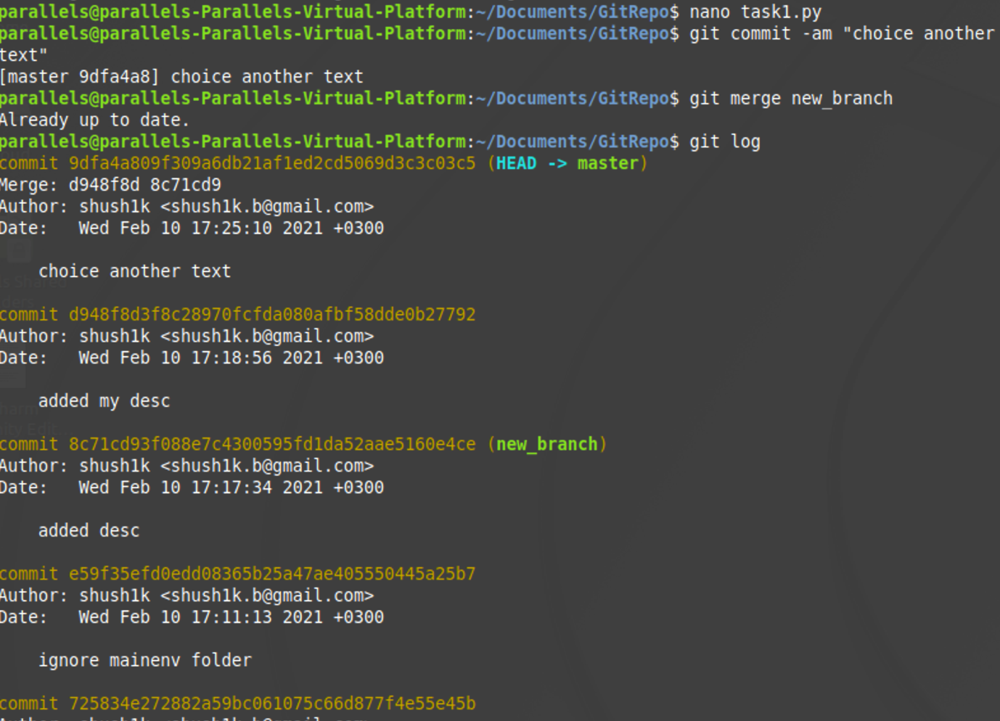 parallels@parallels-Parallels-Virtual-Platform:~/Documents/GitRepo$ nano task1.py
parallels@parallels-Parallels-Virtual-Platform:~/Documents/GitRepo$ git commit -am "choice another
text"
[master 9dfa4a8] choice another text
parallels@parallels-Parallels-Virtual-Platform:~/Documents/GitRepo$ git merge new_branch
Already up to date.
parallels@parallels-Parallels-Virtual-Platform:~/Documents/GitRepo$ git log
commit 9dfa4a809f309a6db21af1ed2cd5069d3c3c03c5 (HEAD -> master)
Merge: d948f8d 8c71cd9
Author: shush1k <shush1k.b@gmail.com>
Date:   Wed Feb 10 17:25:10 2021 +0300
choice another text
commit d948f8d3f8c28970fcfda080afbf58dde0b27792
Author: shush1k <shush1k.b@gmail.com>
Date:   Wed Feb 10 17:18:56 2021 +0300
added my desc
commit 8c71cd93f088e7c4300595fd1da52aae5160e4ce (new_branch)
Author: shush1k <shush1k.b@gmail.com>
Date:   Wed Feb 10 17:17:34 2021 +0300
added desc
commit e59f35efd0edd08365b25a47ae405550445a25b7
Author: shush1k <shush1k.b@gmail.com>
Date:   Wed Feb 10 17:11:13 2021 +0300
ignore mainenv folder
commit 725834e272882a59bc061075c66d877f4e55e45b
Author: shush1k <shush1k.b@gmail.com>